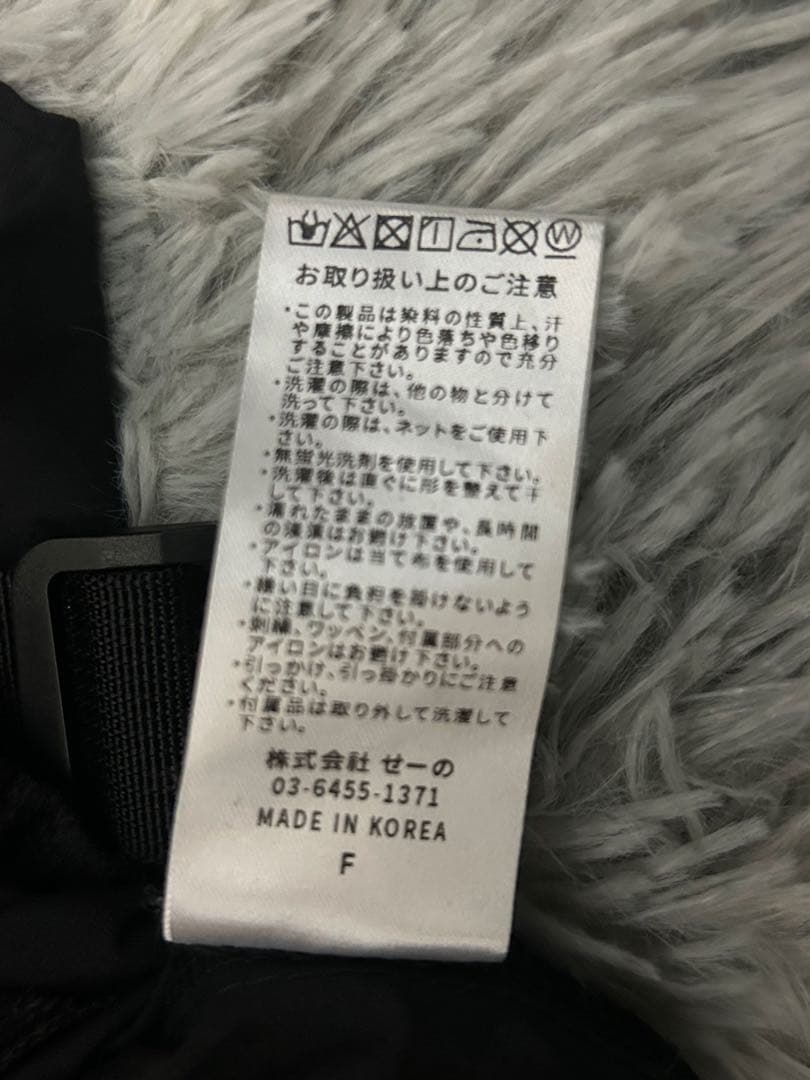 お取り扱い上のご注意
・この製品は染料の性質上、汗
や摩擦により色落ちや色移り
することがありますので充分
ご注意下さい。
・洗濯の際は、他の物と分けて
洗って下さい。
・洗濯の際は、ネットをご使用下
さい。
・無蛍光洗剤を使用して下さい。
・洗濯後は直ぐに形を整えて干
して下さい。
・濡れたままの放置や、長時間
の浸漬はお避け下さい。
・アイロンは当て布を使用して
下さい。
・縫い目に負担を掛けないよう
に注意して下さい。
・刺繍、ワッペン、付属部分への
アイロンはお避け下さい。
・引っかけ、引っ掛かりにご注意
ください。
・付属品は取り外して洗濯して
下さい。
株式会社 せーの
03-6455-1371
MADE IN KOREA
F